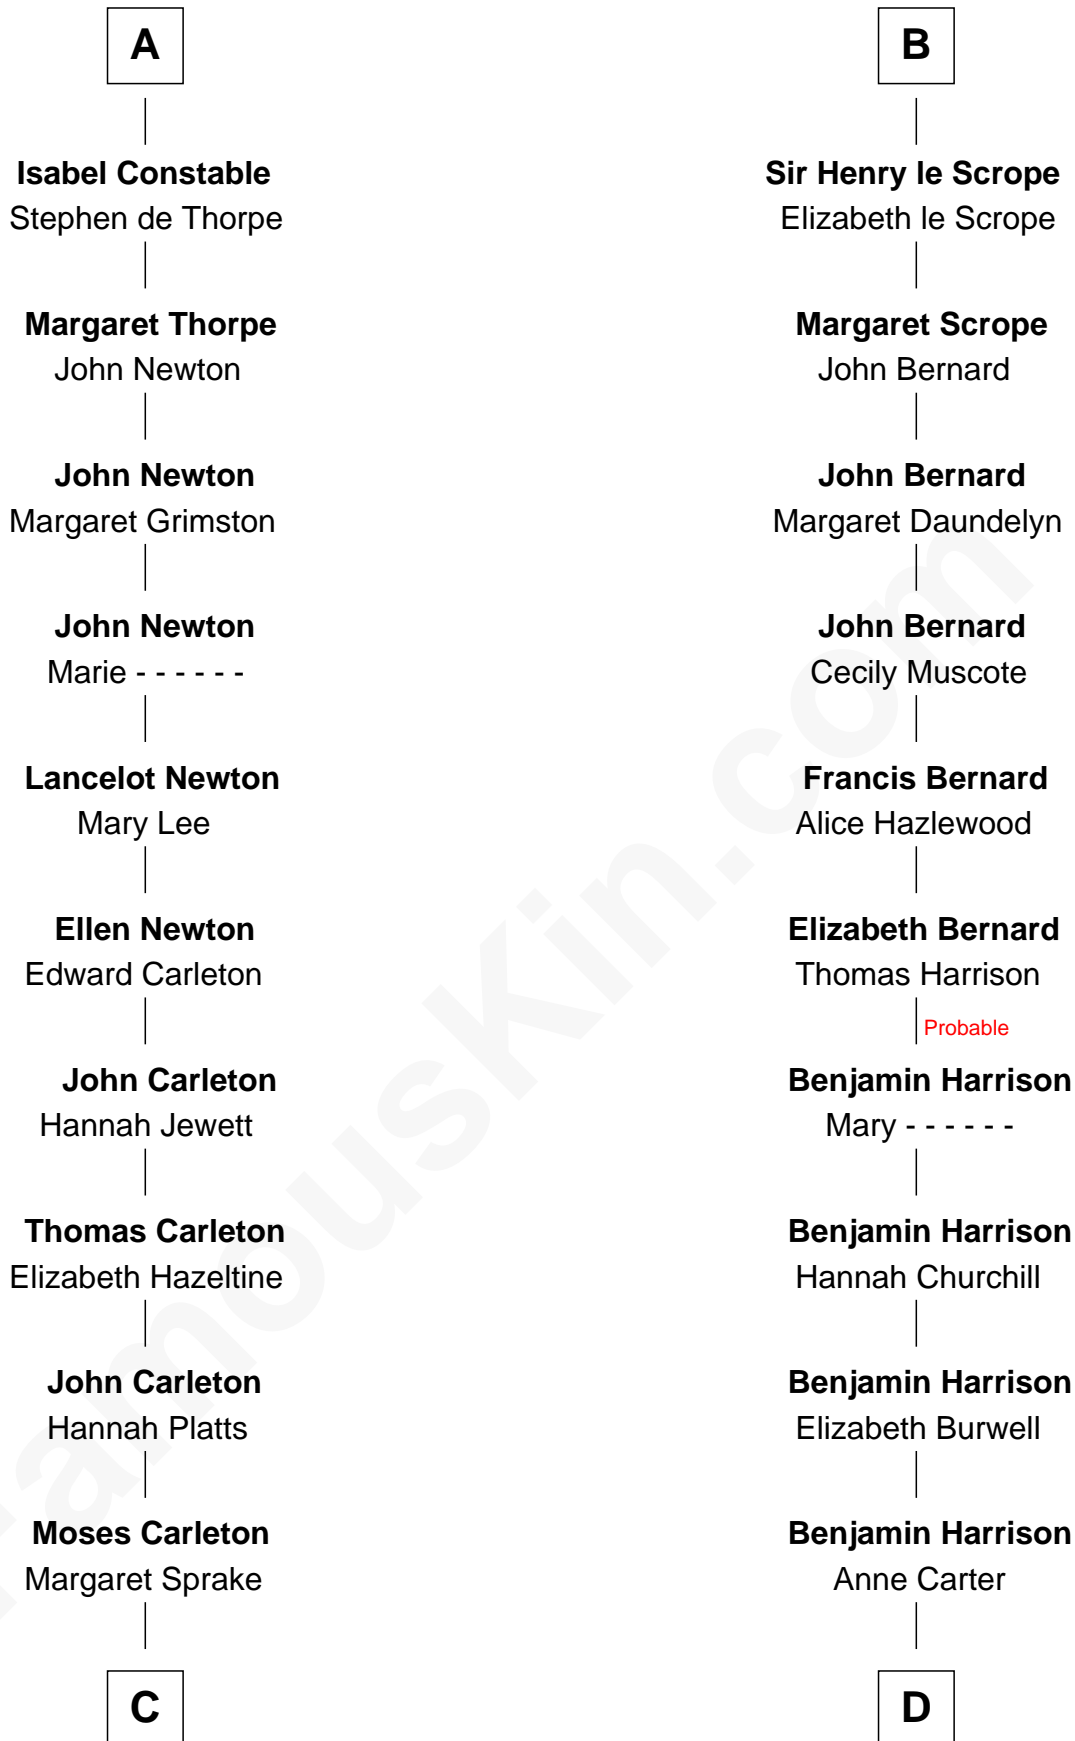 A
Isabel Constable
Stephen de Thorpe
Margaret Thorpe
John Newton
John Newton
Margaret Grimston
John Newton
Marie - - - - - -
Lancelot Newton
Mary Lee
Ellen Newton
Edward Carleton
John Carleton
Hannah Jewett
Thomas Carleton
Elizabeth Hazeltine
John Carleton
Hannah Platts
Moses Carleton
Margaret Sprake
C
B
Sir Henry le Scrope
Elizabeth le Scrope
Margaret Scrope
John Bernard
John Bernard
Margaret Daundelyn
John Bernard
Cecily Muscote
Francis Bernard
Alice Hazlewood
Elizabeth Bernard
Thomas Harrison
Probable
Benjamin Harrison
Mary - - - - - -
Benjamin Harrison
Hannah Churchill
Benjamin Harrison
Elizabeth Burwell
Benjamin Harrison
Anne Carter
D
FamousKin.com